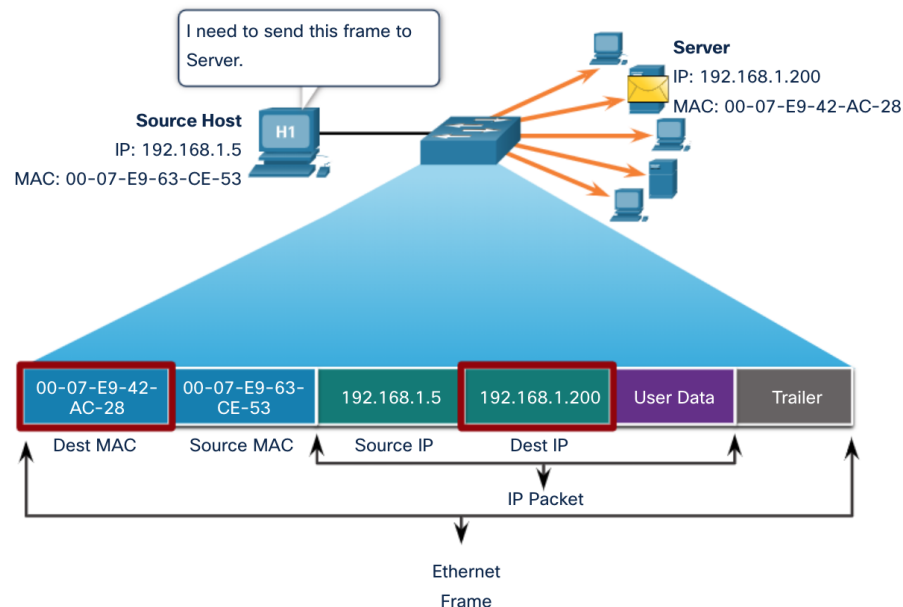 I need to send this frame to
Server.
Server
IP: 192.168.1.200
MAC: 00-07-E9-42-AC-28
Source Host
IP: 192.168.1.5
MAC: 00-07-E9-63-CE-53
H1
00-07-E9-42-
AC-28
00-07-E9-63-
CE-53
192.168.1.5
192.168.1.200
User Data
Trailer
Dest MAC
Source MAC
Source IP
Dest IP
IP Packet
Ethernet
Frame